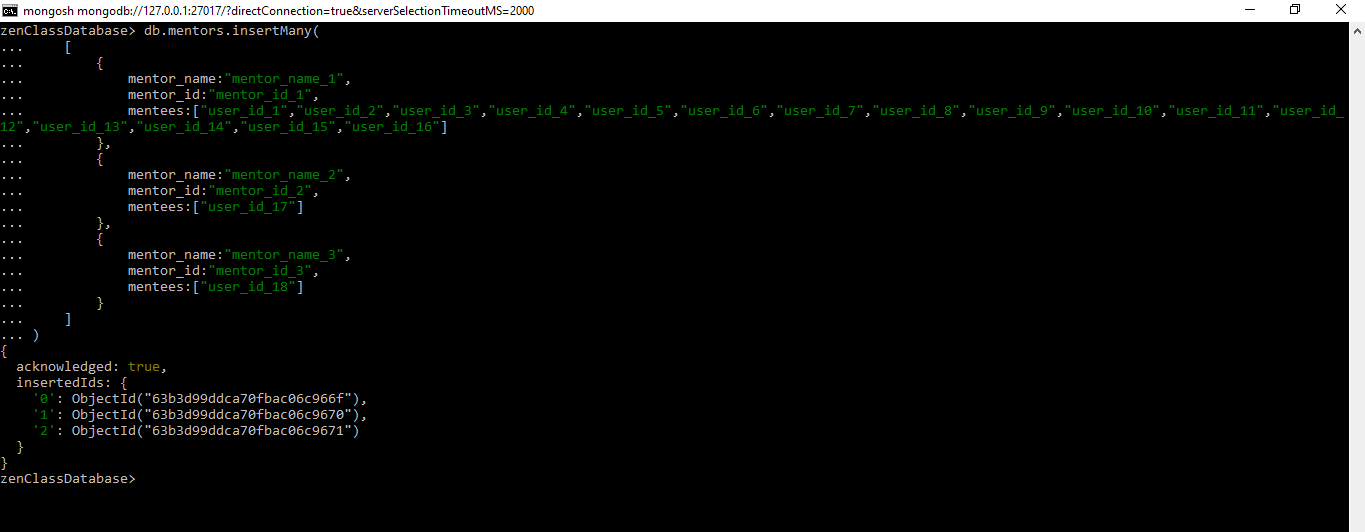 mongosh mongodb://127.0.0.1:27017/?directConnection=true&serverSelectionTimeoutMS=2000
zenClassDatabase> db.mentors.insertMany(
...     [
...         {
...             mentor_name:"mentor_name_1",
...             mentor_id:"mentor_id_1",
...             mentees:["user_id_1","user_id_2","user_id_3","user_id_4","user_id_5","user_id_6","user_id_7","user_id_8","user_id_9","user_id_10","user_id_11","user_id_
12","user_id_13","user_id_14","user_id_15","user_id_16"]
...         },
...         {
...             mentor_name:"mentor_name_2",
...             mentor_id:"mentor_id_2",
...             mentees:["user_id_17"]
...         },
...         {
...             mentor_name:"mentor_name_3",
...             mentor_id:"mentor_id_3",
...             mentees:["user_id_18"]
...         }
...     ]
... )
{
  acknowledged: true,
  insertedIds: {
    '0': ObjectId("63b3d99ddca70fbac06c966f"),
    '1': ObjectId("63b3d99ddca70fbac06c9670"),
    '2': ObjectId("63b3d99ddca70fbac06c9671")
  }
}
zenClassDatabase>